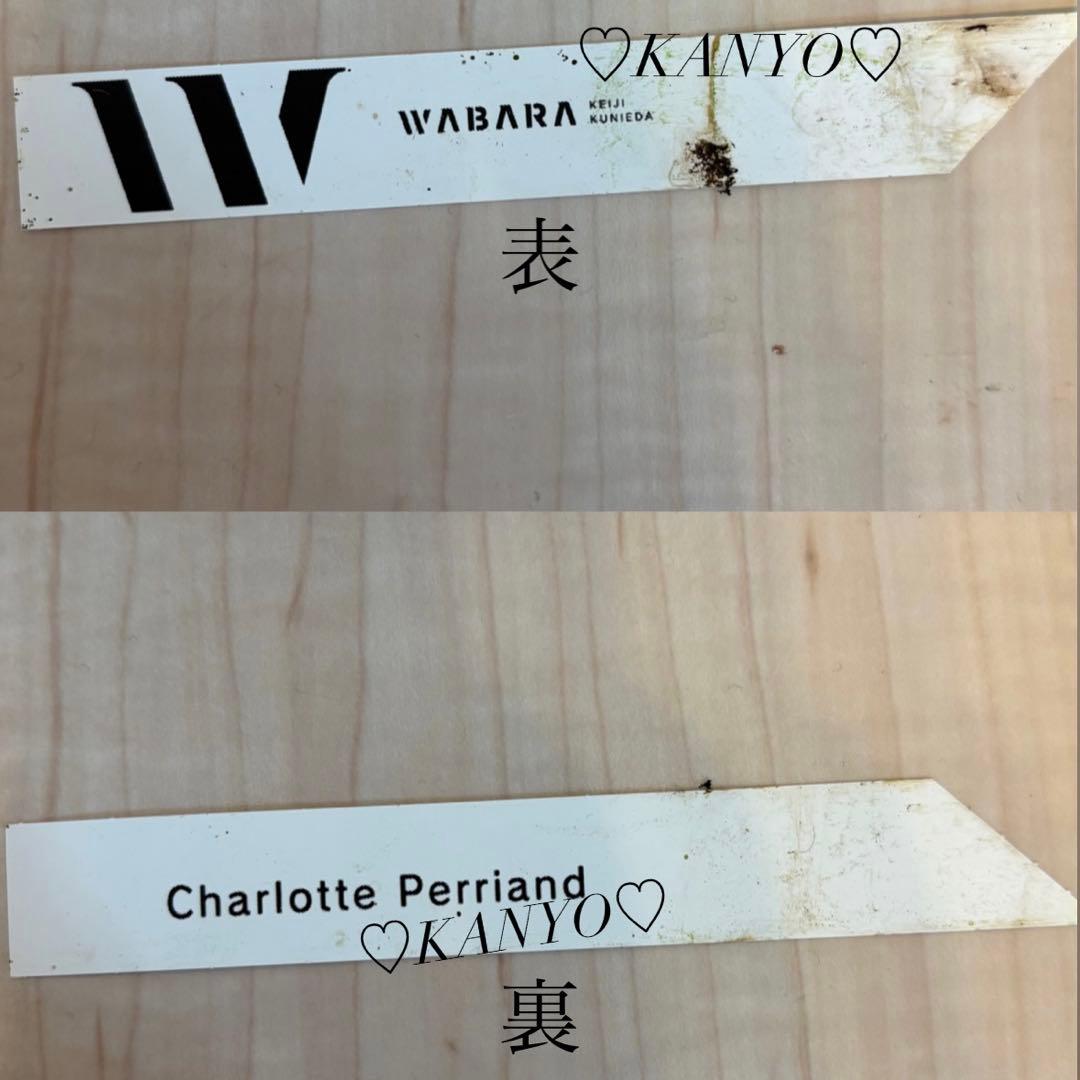 ♡KANYO♡
W WABARA KEIJI
KUNIEDA
表
Charlotte Perriand
♡KANYO♡
裏